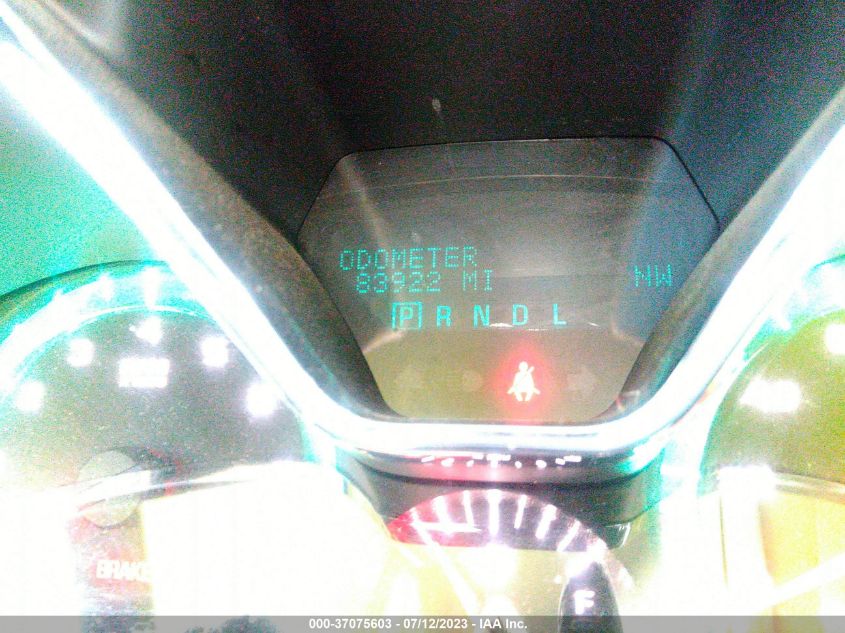 ODOMETER
83922 MI NW
P R N D L
BRAKE
F
000-37075603 - 07/12/2023 - IAA Inc.